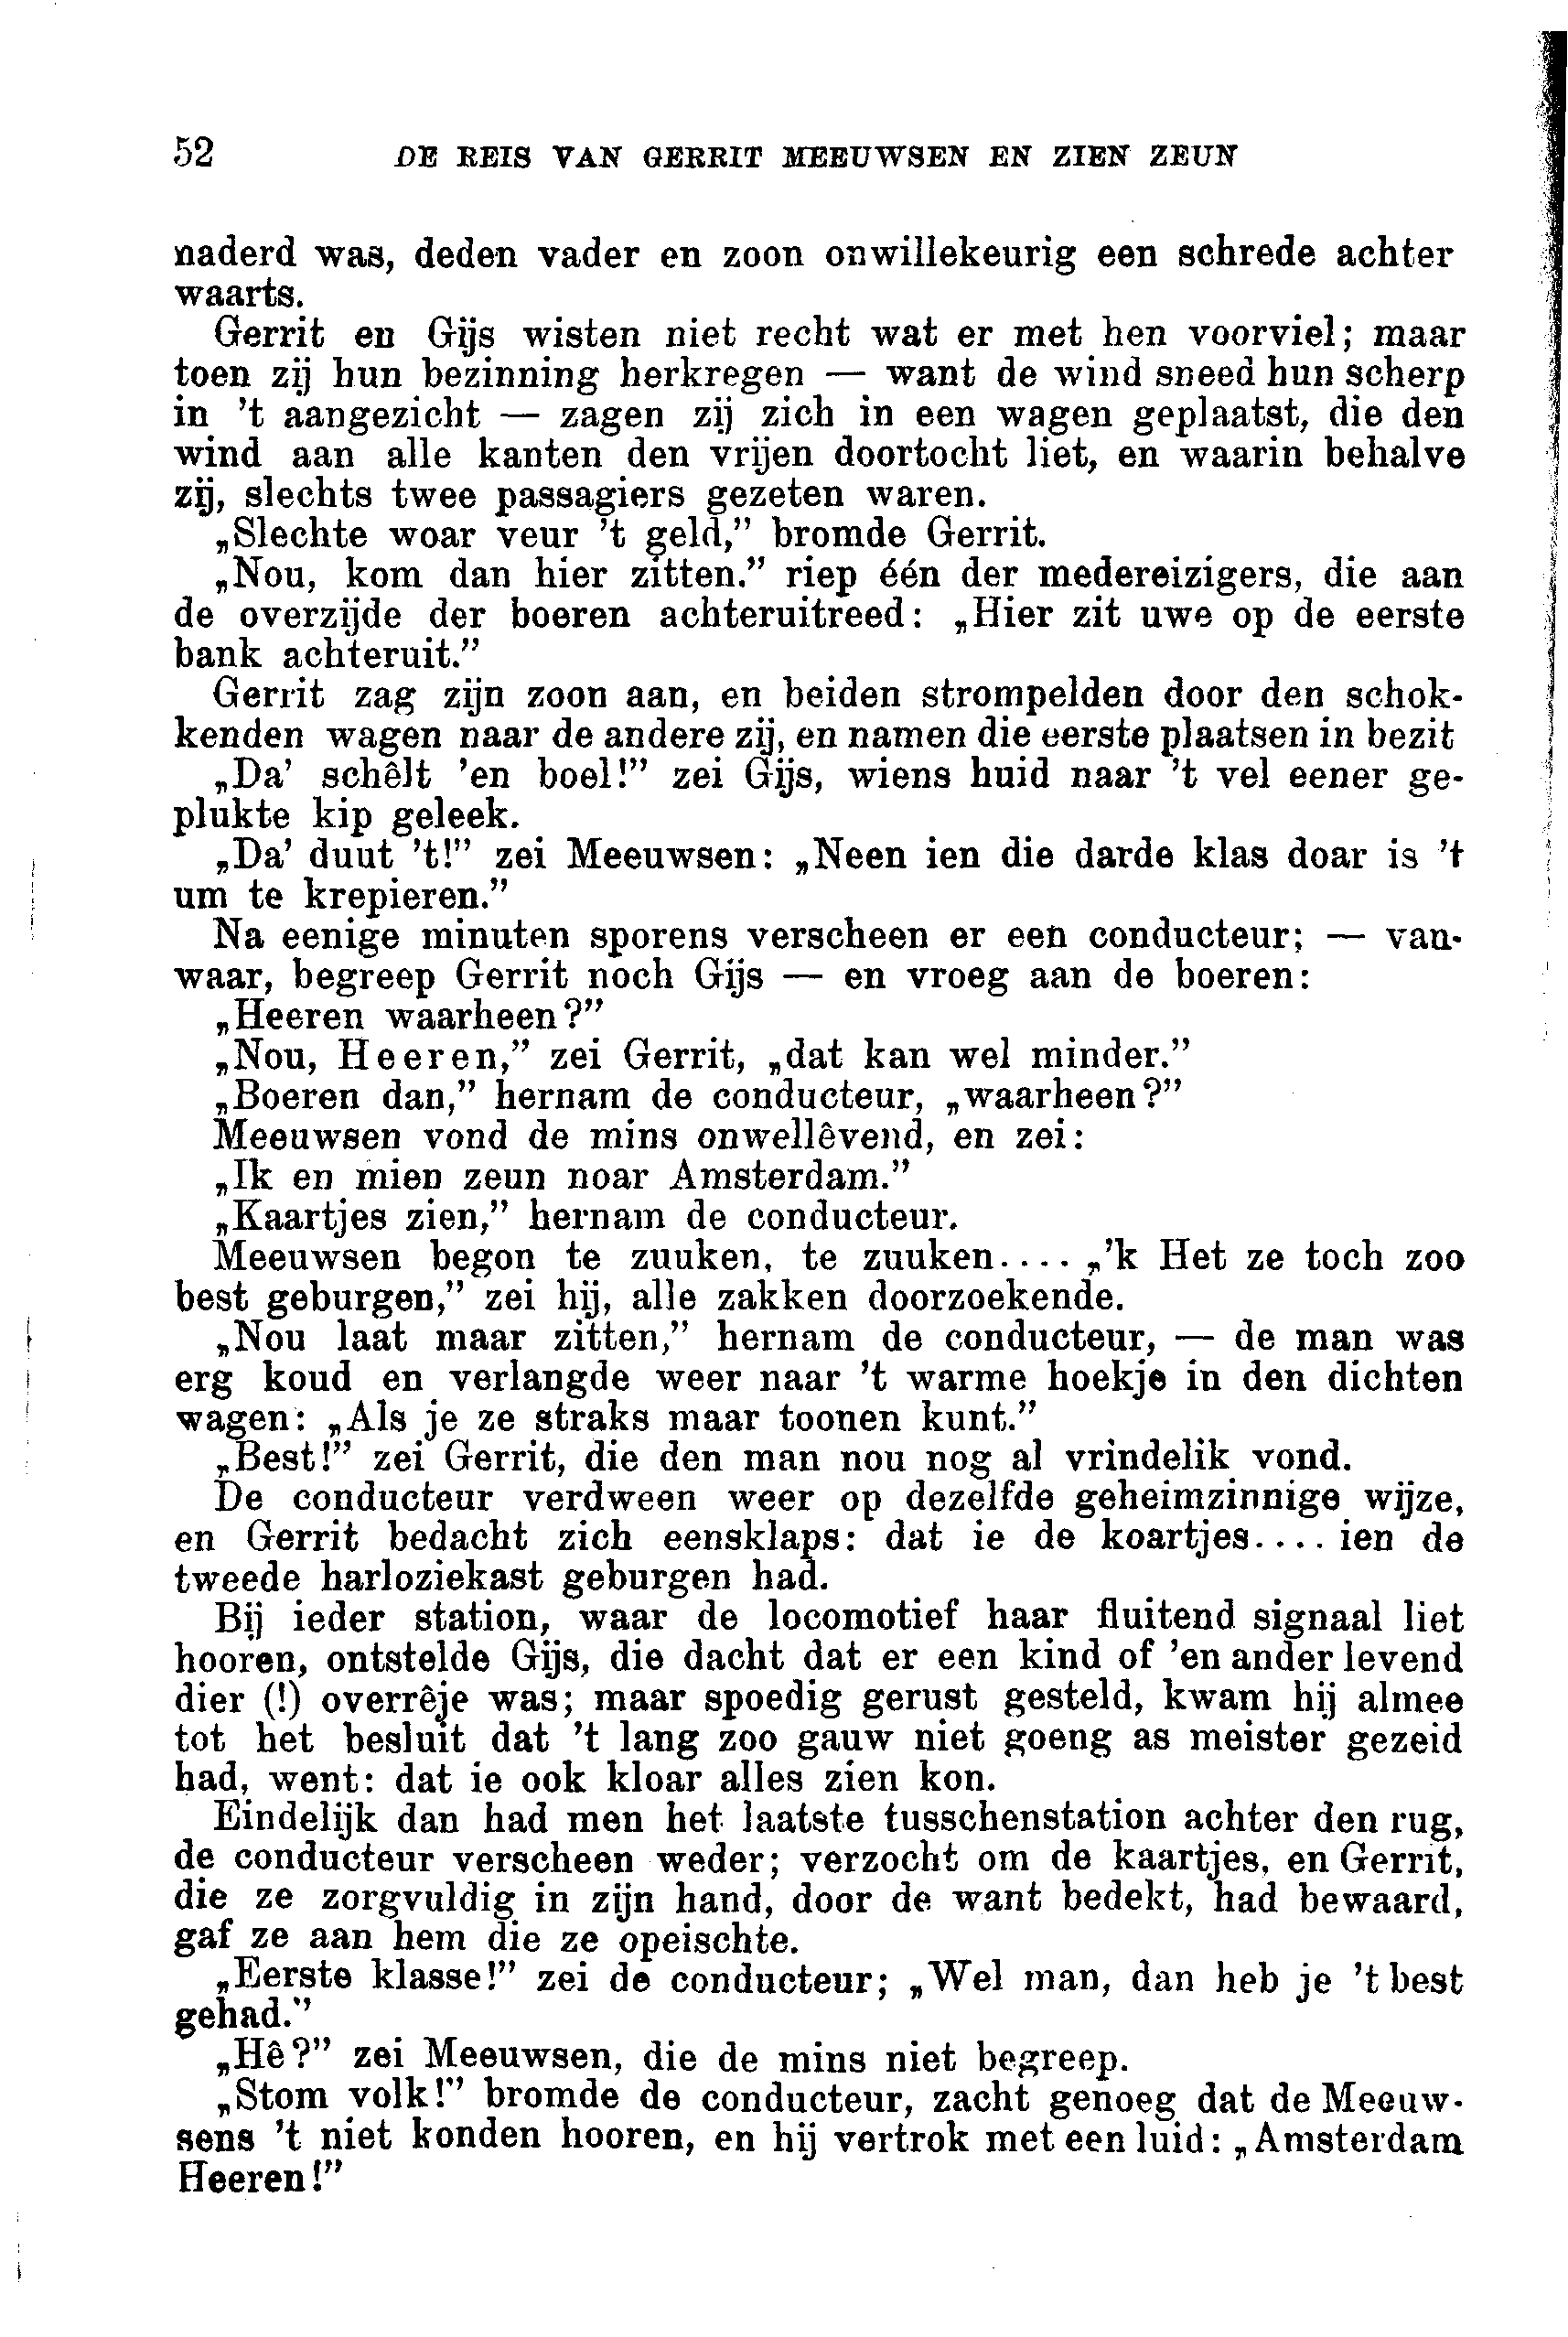 52 DE REIS VAN GERRIT MEEUWSEN EN ZIEN ZEUN
naderd was, deden vader en zoon onwillekeurig een schrede achter
waarts.
Gerrit en Gijs wisten niet recht wat er met hen voorviel; maar
toen zij hun bezinning herkregen — want de wind sneed hun scherp
in 't aangezicht — zagen zij zich in een wagen geplaatst, die den
wind aan alle kanten den vrijen doortocht liet, en waarin behalve
zij, slechts twee passagiers gezeten waren.
„Slechte woar veur 't geld,” bromde Gerrit.
„Nou, kom dan hier zitten.” riep één der medereizigers, die aan
de overzijde der boeren achteruitreed: „Hier zit uwe op de eerste
bank achteruit.”
Gerrit zag zijn zoon aan, en beiden strompelden door den schok-
kenden wagen naar de andere zij, en namen die eerste plaatsen in bezit
„Da' schêlt 'en boel!” zei Gijs, wiens huid naar 't vel eener ge-
plukte kip geleek.
„Da' duut 't!” zei Meeuwsen: „Neen ien die darde klas doar is 't
um te krepieren.”
Na eenige minuten sporens verscheen er een conducteur; — van-
waar, begreep Gerrit noch Gijs — en vroeg aan de boeren:
„Heeren waarheen?”
„Nou, Heeren,” zei Gerrit, „dat kan wel minder.”
„Boeren dan,” hernam de conducteur, „waarheen?”
Meeuwsen vond de mins onwellêvend, en zei:
„Ik en mien zeun noar Amsterdam.”
„Kaartjes zien,” hernam de conducteur.
Meeuwsen begon te zuuken, te zuuken.... „'k Het ze toch zoo
best geburgen,” zei hij, alle zakken doorzoekende.
„Nou laat maar zitten,” hernam de conducteur, — de man was
erg koud en verlangde weer naar 't warme hoekje in den dichten
wagen: „Als je ze straks maar toonen kunt.”
„Best!” zei Gerrit, die den man nou nog al vrindelik vond.
De conducteur verdween weer op dezelfde geheimzinnige wijze,
en Gerrit bedacht zich eensklaps: dat ie de koartjes.... ien de
tweede harloziekast geburgen had.
Bij ieder station, waar de locomotief haar fluitend signaal liet
hooren, ontstelde Gijs, die dacht dat er een kind of 'en ander levend
dier (!) overrêje was; maar spoedig gerust gesteld, kwam hij almee
tot het besluit dat 't lang zoo gauw niet goeng as meister gezeid
had, went: dat ie ook kloar alles zien kon.
Eindelijk dan had men het laatste tusschenstation achter den rug,
de conducteur verscheen weder; verzocht om de kaartjes, en Gerrit,
die ze zorgvuldig in zijn hand, door de want bedekt, had bewaard,
gaf ze aan hem die ze opeischte.
„Eerste klasse!” zei de conducteur; „Wel man, dan heb je 't best
gehad.”
„Hê?” zei Meeuwsen, die de mins niet begreep.
„Stom volk!” bromde de conducteur, zacht genoeg dat de Meeuw-
sens 't niet konden hooren, en hij vertrok met een luid: „Amsterdam
Heeren!”